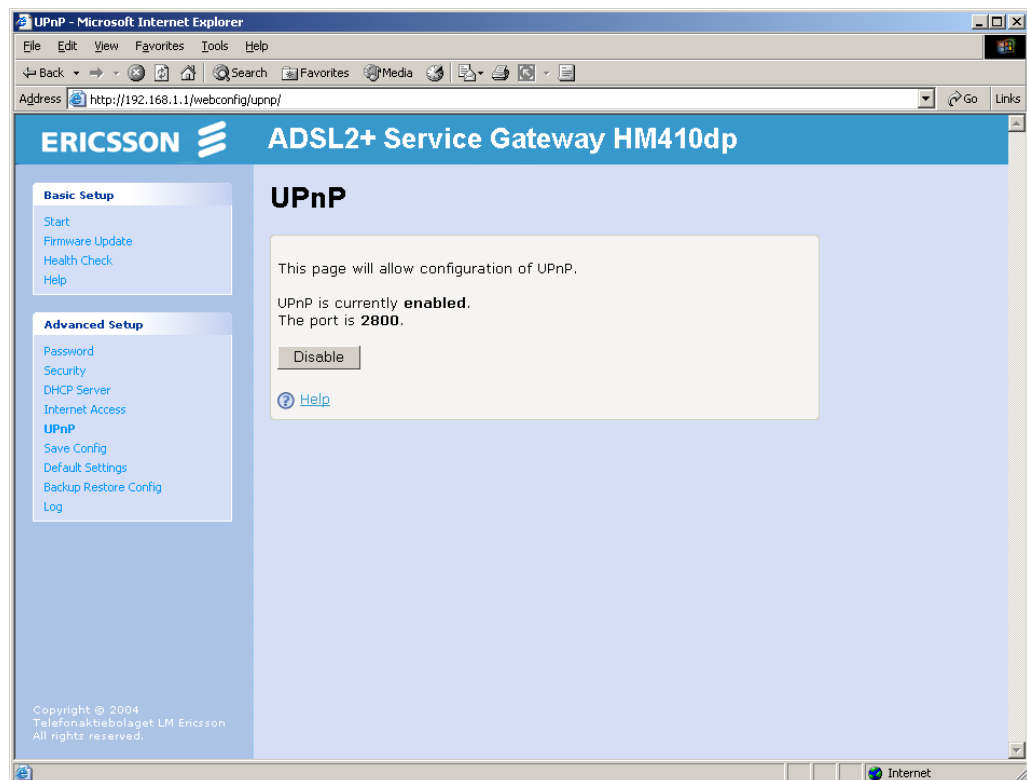 UPnP - Microsoft Internet Explorer
File Edit View Favorites Tools Help
Back Search Favorites Media
Address http://192.168.1.1/webconfig/upnp/ Go Links
ERICSSON ADSL2+ Service Gateway HM410dp
Basic Setup
Start
Firmware Update
Health Check
Help
Advanced Setup
Password
Security
DHCP Server
Internet Access
UPnP
Save Config
Default Settings
Backup Restore Config
Log
Copyright © 2004
Telefonaktiebolaget LM Ericsson
All rights reserved.
UPnP
This page will allow configuration of UPnP.
UPnP is currently enabled.
The port is 2800.
Disable
Help
Internet